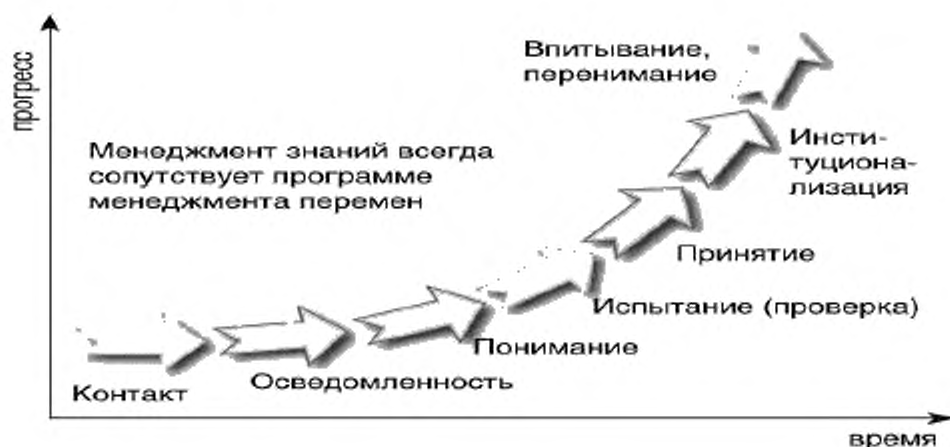 прогресс
Впитывание,
перенимание
Менеджмент знаний всегда
сопутствует программе
менеджмента перемен
Инсти-
туциона-
лизация
Принятие
Испытание (проверка)
Понимание
Осведомленность
Контакт
время